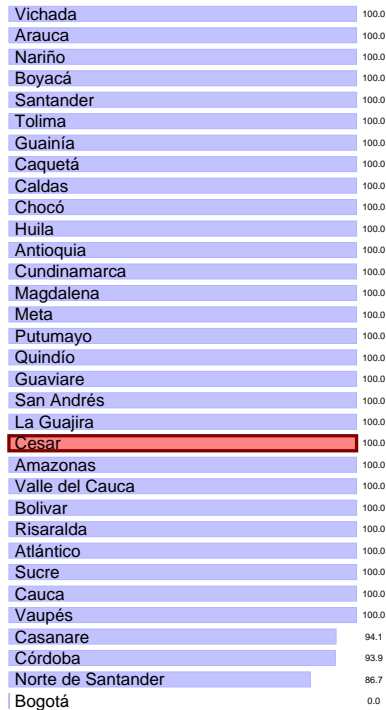 Vichada 100.0
Arauca 100.0
Nariño 100.0
Boyacá 100.0
Santander 100.0
Tolima 100.0
Guainía 100.0
Caquetá 100.0
Caldas 100.0
Chocó 100.0
Huila 100.0
Antioquia 100.0
Cundinamarca 100.0
Magdalena 100.0
Meta 100.0
Putumayo 100.0
Quindío 100.0
Guaviare 100.0
San Andrés 100.0
La Guajira 100.0
Cesar 100.0
Amazonas 100.0
Valle del Cauca 100.0
Bolivar 100.0
Risaralda 100.0
Atlántico 100.0
Sucre 100.0
Cauca 100.0
Vaupés 100.0
Casanare 94.1
Córdoba 93.9
Norte de Santander 86.7
Bogotá 0.0